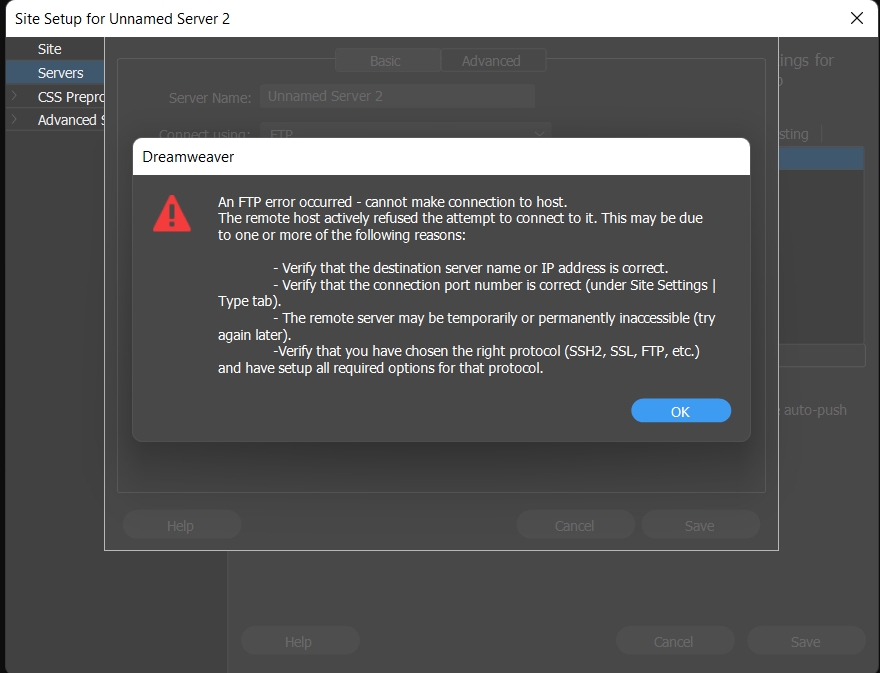 Site Setup for Unnamed Server 2
Site
Servers
CSS Prepro
Advanced S
Basic
Advanced
ings for
Server Name:
Unnamed Server 2
Connect using:
FTP
sting
Dreamweaver
An FTP error occurred - cannot make connection to host.
The remote host actively refused the attempt to connect to it. This may be due
to one or more of the following reasons:
- Verify that the destination server name or IP address is correct.
- Verify that the connection port number is correct (under Site Settings |
Type tab).
- The remote server may be temporarily or permanently inaccessible (try
again later).
-Verify that you have chosen the right protocol (SSH2, SSL, FTP, etc.)
and have setup all required options for that protocol.
OK
auto-push
Help
Cancel
Save
Help
Cancel
Save